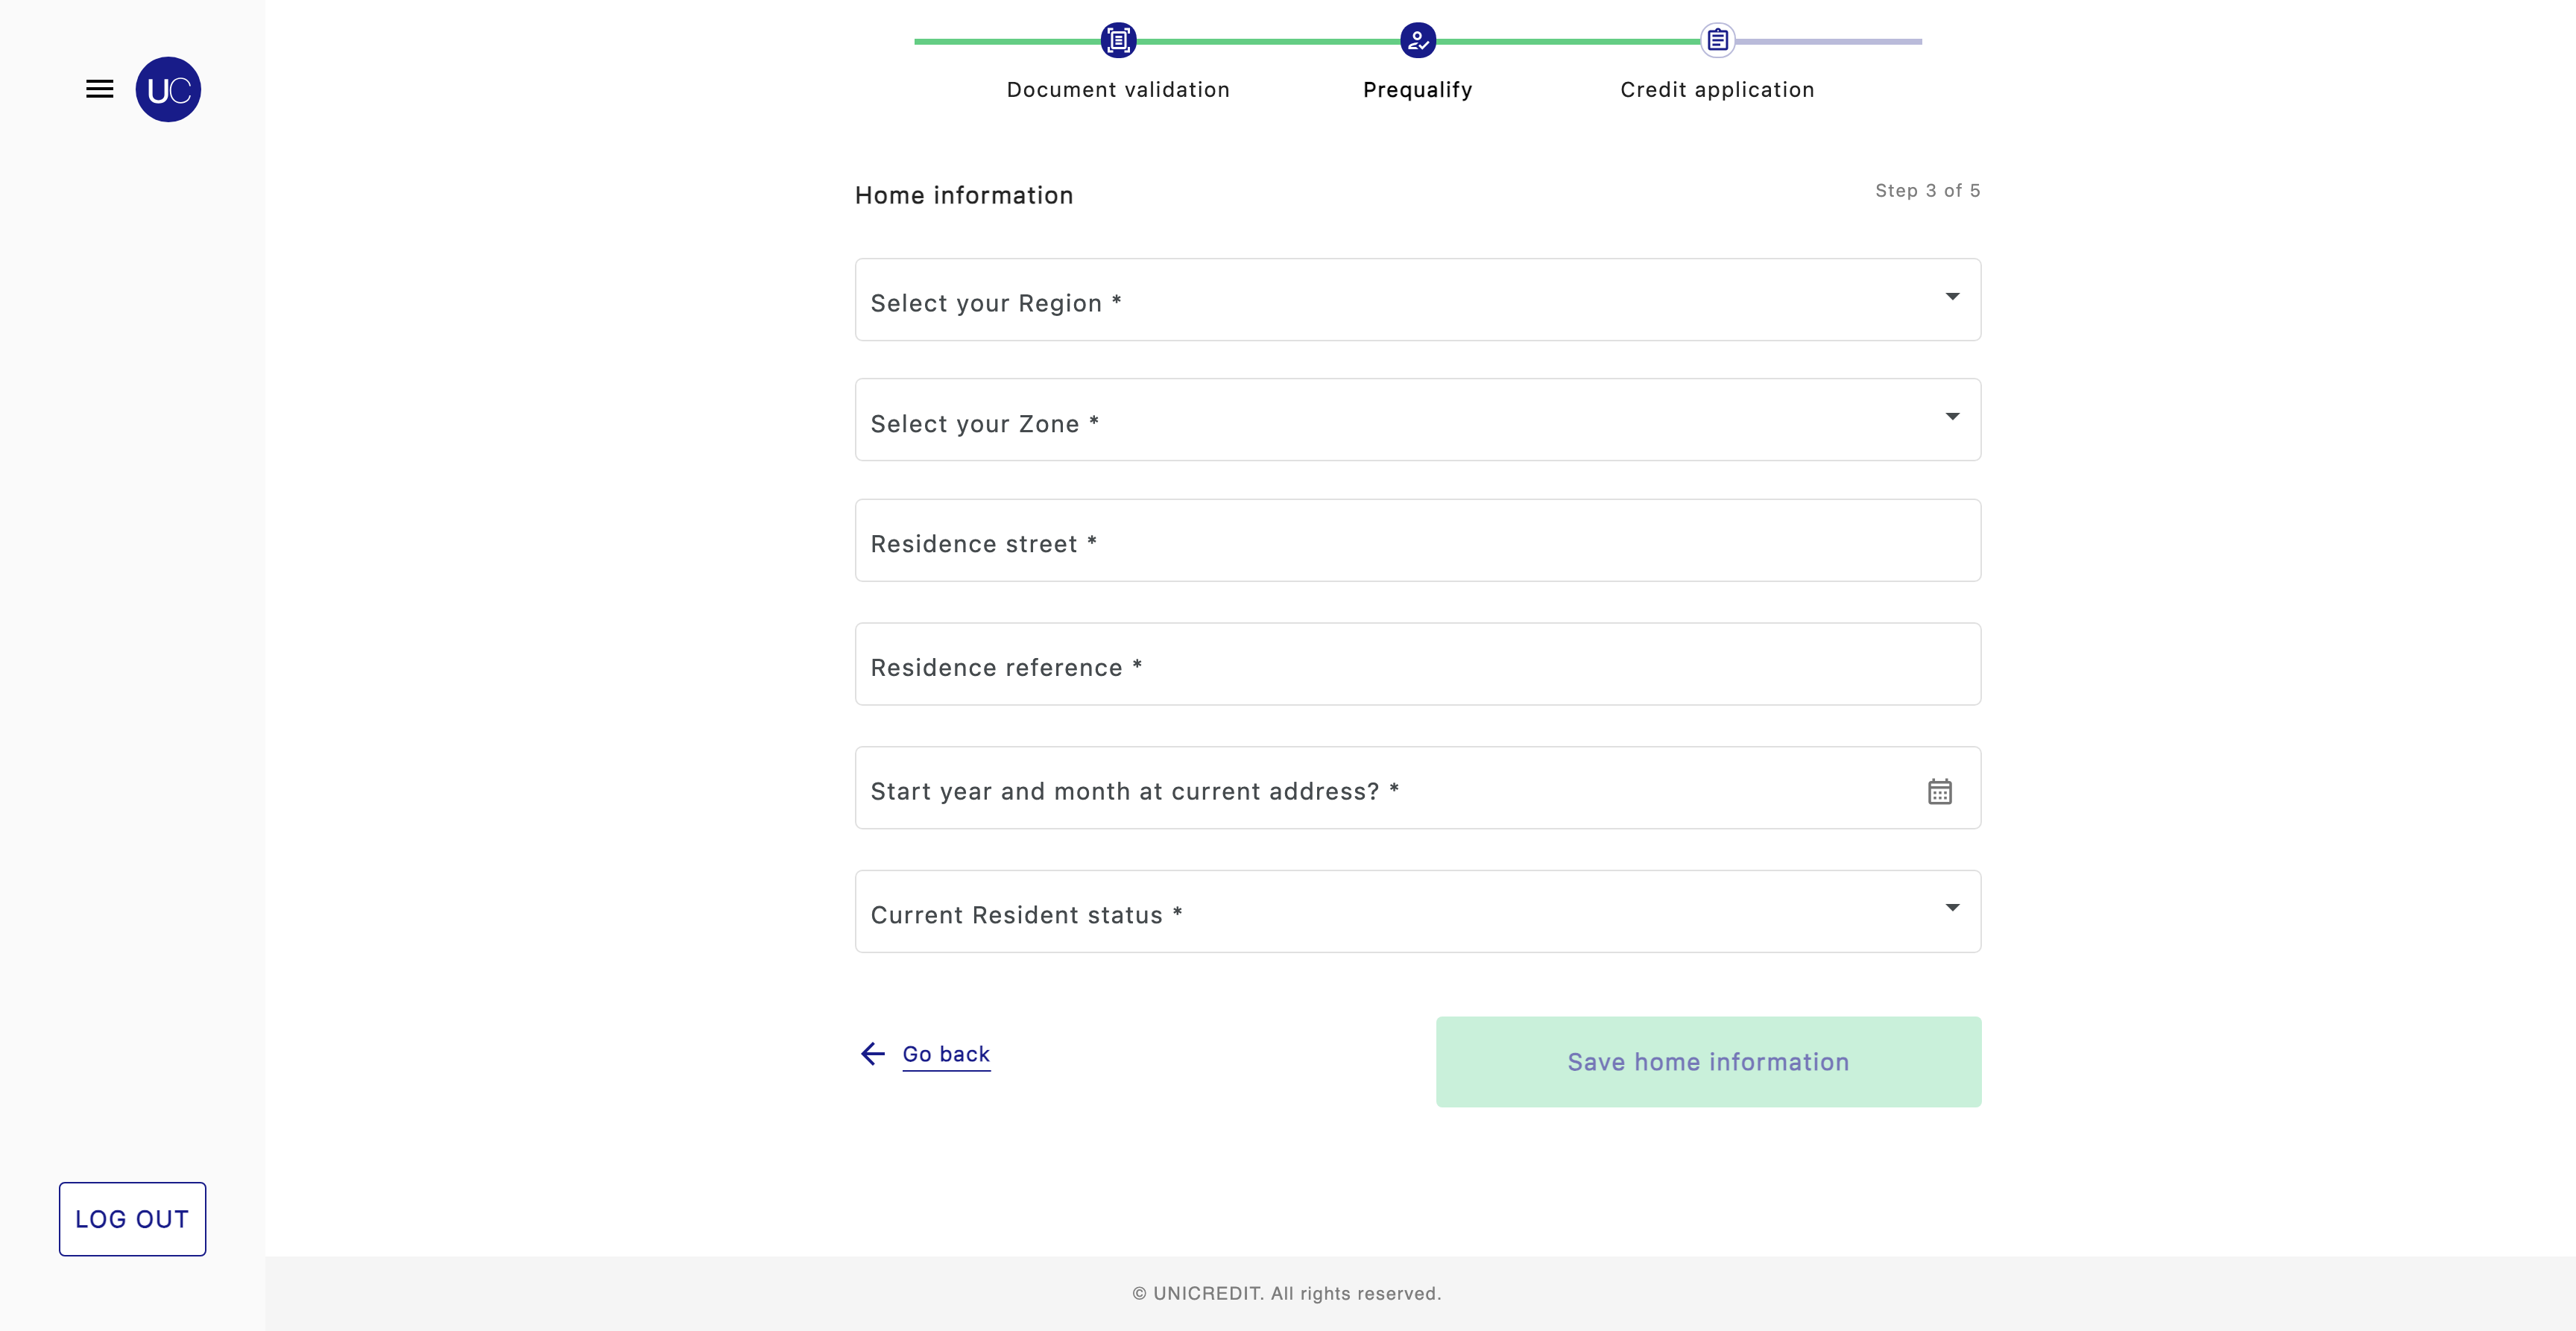 UC
Document validation
Prequalify
Credit application
Home information
Step 3 of 5
Select your Region *
Select your Zone *
Residence street *
Residence reference *
Start year and month at current address? *
Current Resident status *
Go back
Save home information
LOG OUT
© UNICREDIT. All rights reserved.